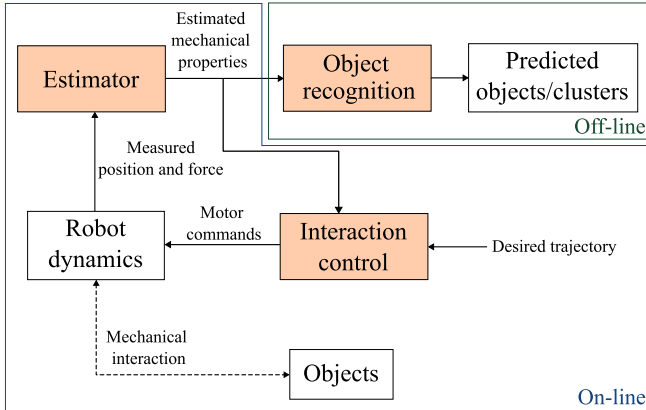 Estimated
mechanical
properties
Estimator
Object
recognition
Predicted
objects/clusters
Off-line
Measured
position and force
Robot
dynamics
Motor
commands
Interaction
control
Desired trajectory
Mechanical
interaction
Objects
On-line